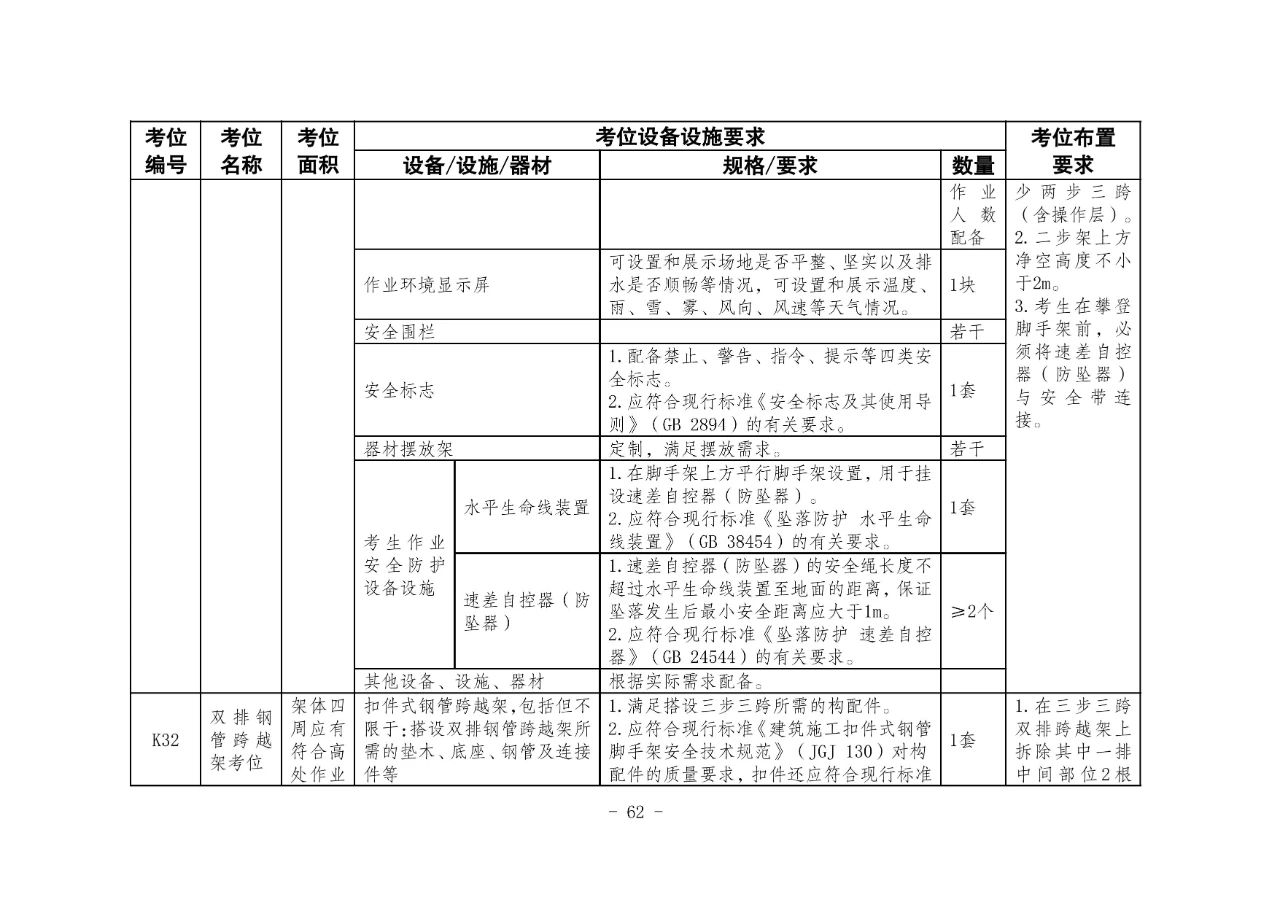 考位编号
考位名称
考位面积
考位设备设施要求
考位布置要求
设备/设施/器材
规格/要求
数量
作业
人数
配备
少两步三跨
（含操作层）。
2.二步架上方
净空高度不小
于2m。
3.考生在攀登
脚手架前，必
须将速差自控
器（防坠器）
与安全带连
接。
作业环境显示屏
可设置和展示场地是否平整、坚实以及排
水是否顺畅等情况，可设置和展示温度、
雨、雪、雾、风向、风速等天气情况。
1块
安全围栏
若干
安全标志
1.配备禁止、警告、指令、提示等四类安
全标志。
2.应符合现行标准《安全标志及其使用导
则》（GB 2894）的有关要求。
1套
器材摆放架
定制，满足摆放需求。
若干
考生作业
安全防护
设备设施
水平生命线装置
1.在脚手架上方平行脚手架设置，用于挂
设速差自控器（防坠器）。
2.应符合现行标准《坠落防护 水平生命
线装置》（GB 38454）的有关要求。
1套
速差自控器（防
坠器）
1.速差自控器（防坠器）的安全绳长度不
超过水平生命线装置至地面的距离，保证
坠落发生后最小安全距离应大于1m。
2.应符合现行标准《坠落防护 速差自控
器》（GB 24544）的有关要求。
≥2个
其他设备、设施、器材
根据实际需求配备。
K32
双排钢
管跨越
架考位
架体四
周应有
符合高
处作业
扣件式钢管跨越架，包括但不
限于：搭设双排钢管跨越架所
需的垫木、底座、钢管及连接
件等
1.满足搭设三步三跨所需的构配件。
2.应符合现行标准《建筑施工扣件式钢管
脚手架安全技术规范》（JGJ 130）对构
配件的质量要求，扣件还应符合现行标准
1套
1.在三步三跨
双排跨越架上
拆除其中一排
中间部位2根
- 62 -